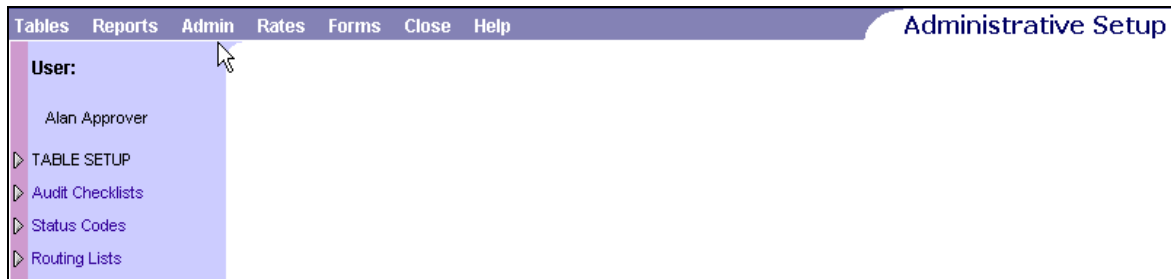 Tables Reports Admin Rates Forms Close Help Administrative Setup
User:
Alan Approver
TABLE SETUP
Audit Checklists
Status Codes
Routing Lists